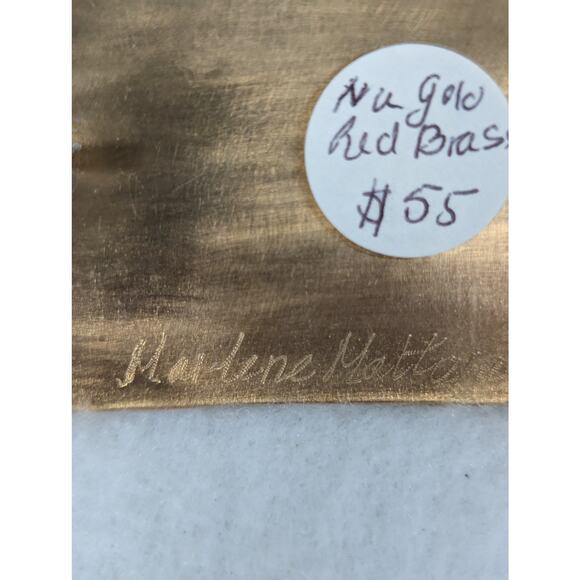 Nu Gold
Red Brass
$55
Marlene